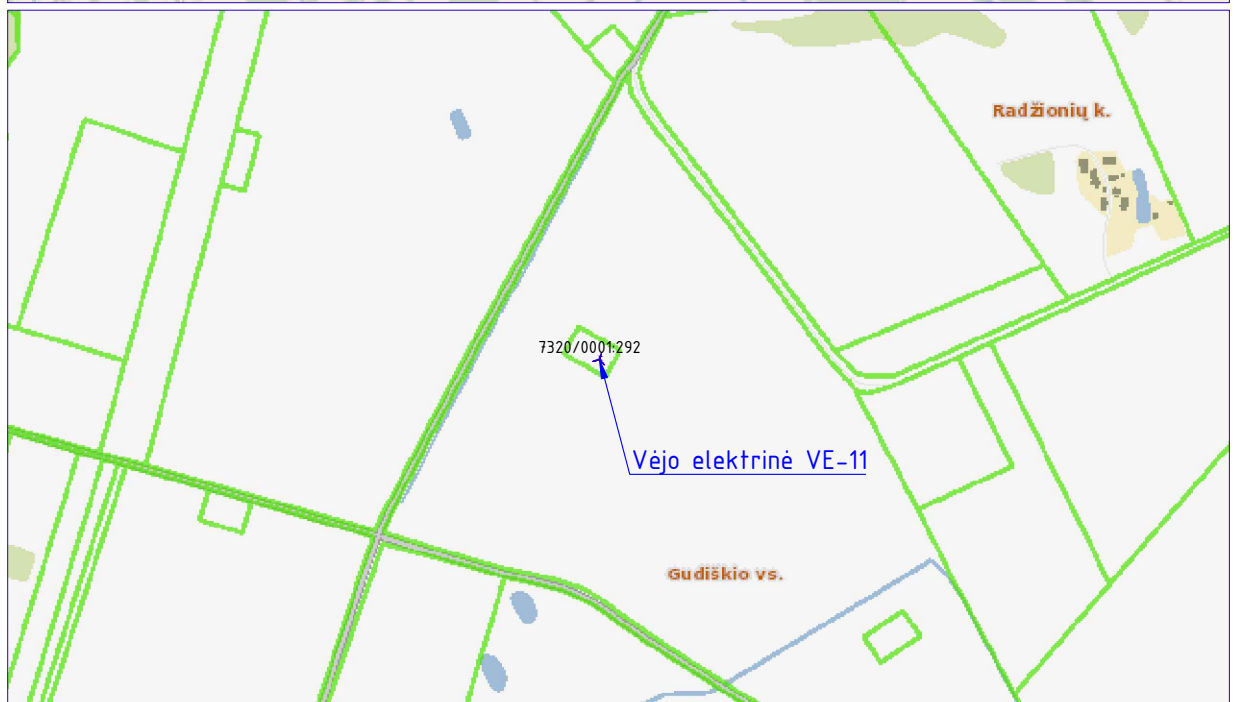 Radžionių k.
7320/0001:292
Vėjo elektrinė VE-11
Gudiškio vs.